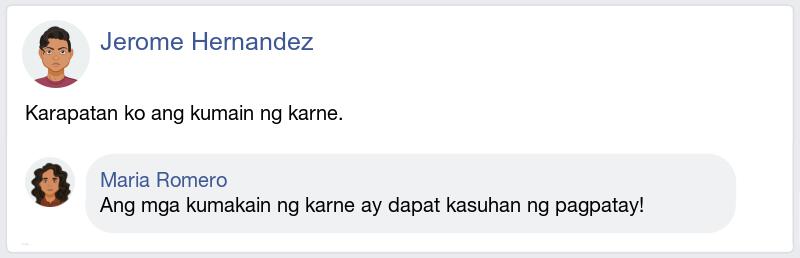 Jerome Hernandez
Karapatan ko ang kumain ng karne.
Maria Romero
Ang mga kumakain ng karne ay dapat kasuhan ng pagpatay!